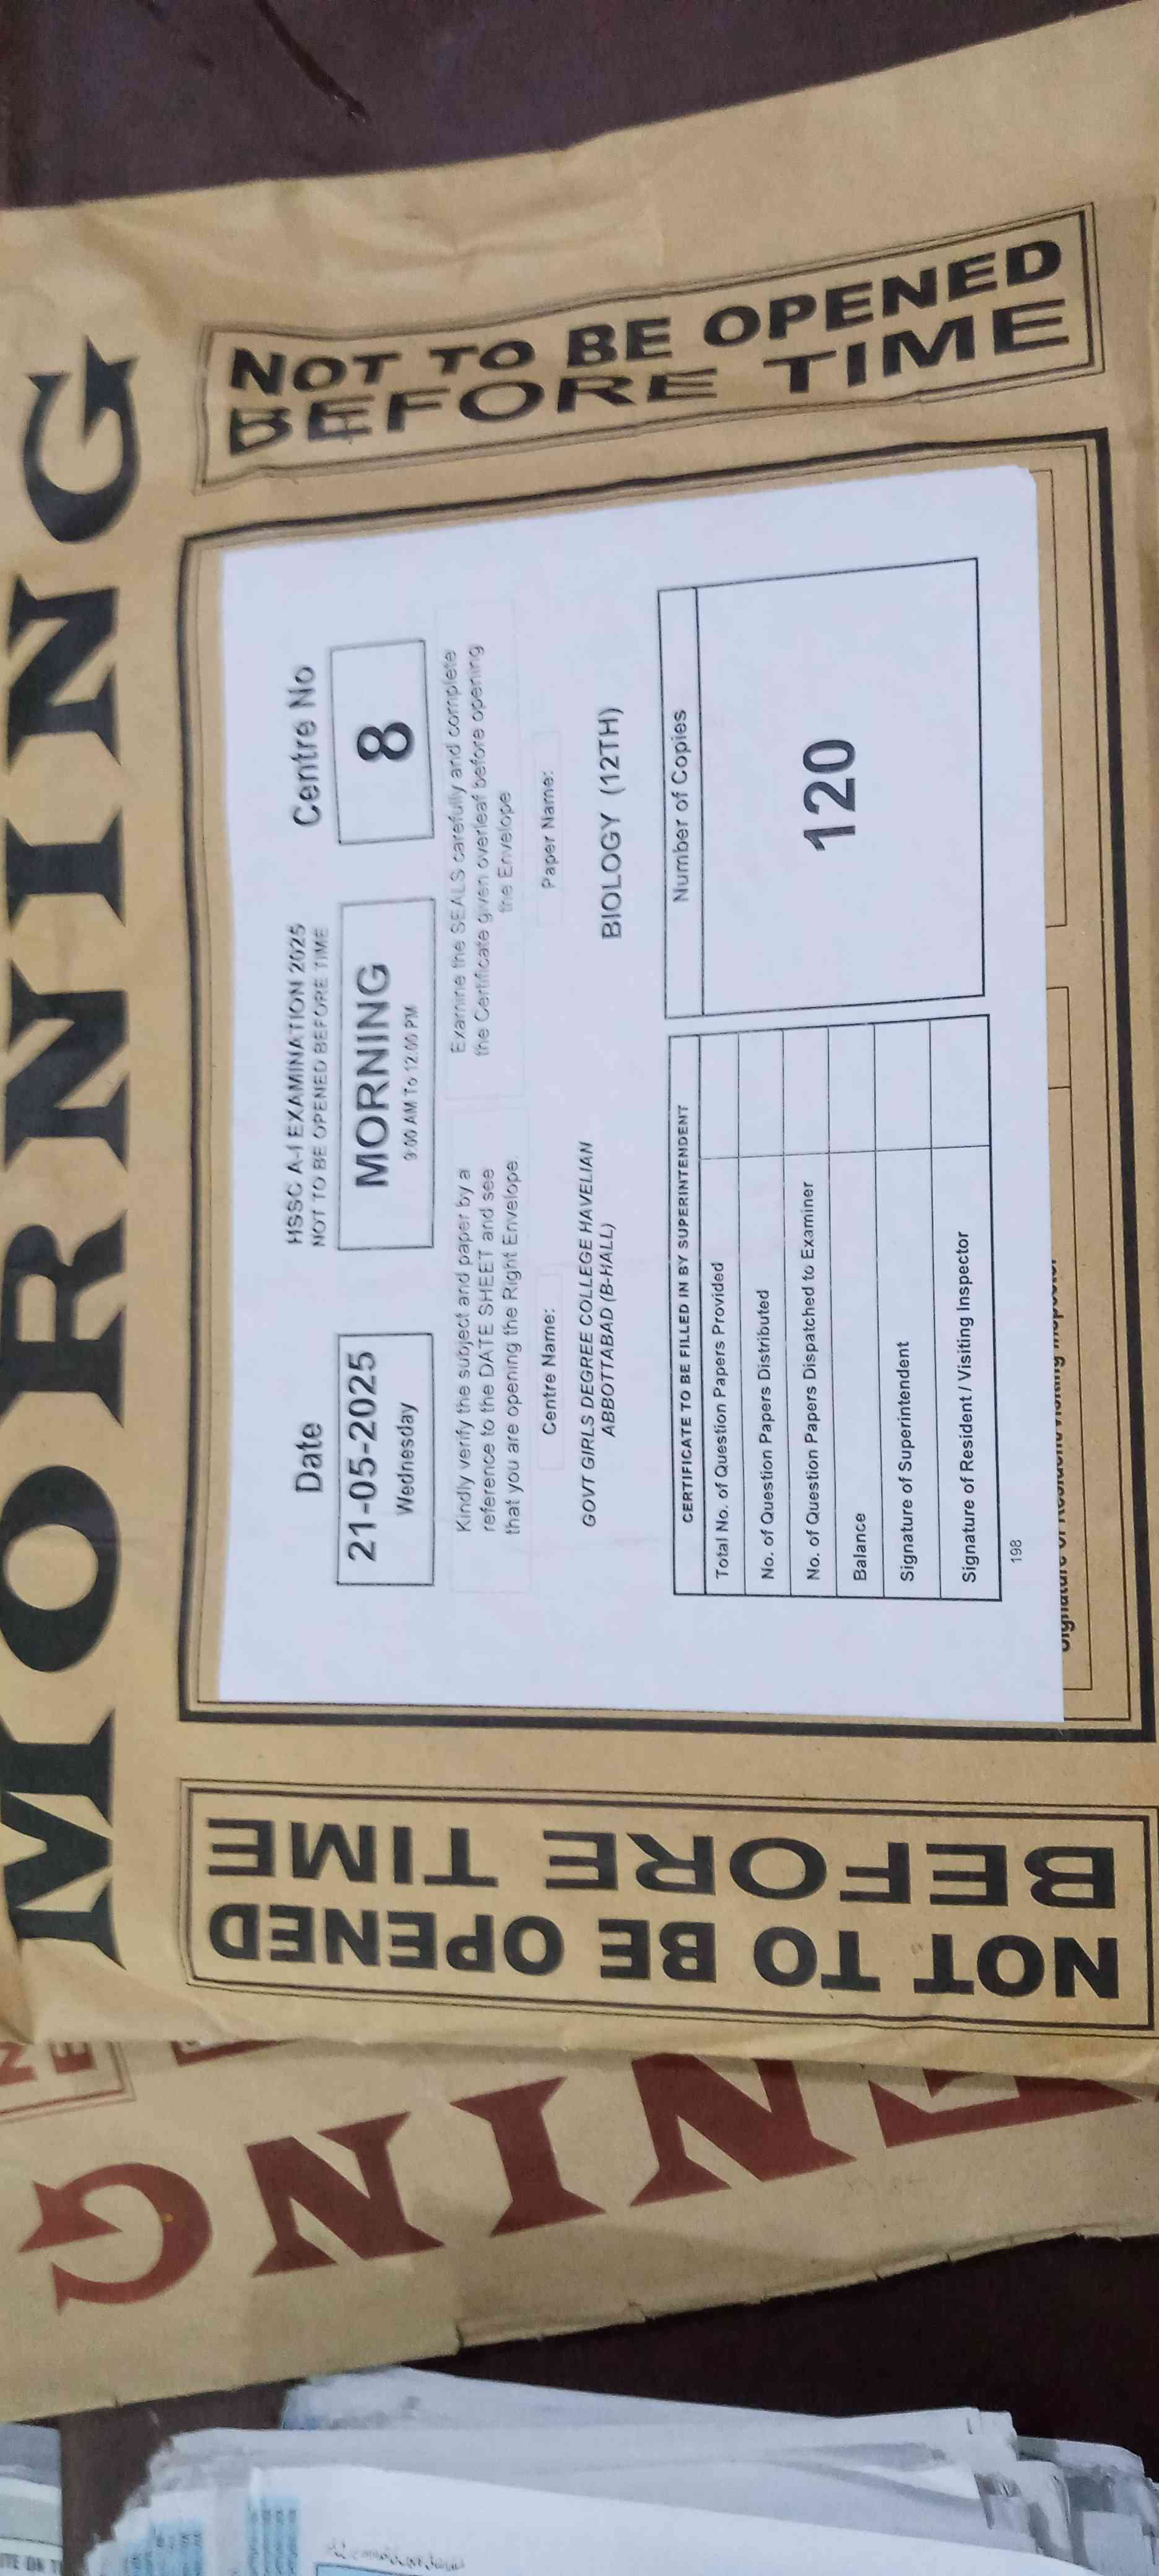 MORNING
NOT TO BE OPENED
BEFORE TIME
HSSC A-I EXAMINATION 2025
NOT TO BE OPENED BEFORE TIME
Date
21-05-2025
Wednesday
MORNING
9:00 AM To 12:00 PM
Centre No
8
Kindly verify the subject and paper by a
reference to the DATE SHEET and see
that you are opening the Right Envelope.
Examine the SEALS carefully and complete
the Certificate given overleaf before opening
the Envelope
Centre Name:
GOVT GIRLS DEGREE COLLEGE HAVELIAN
ABBOTTABAD (B-HALL)
Paper Name:
BIOLOGY (12TH)
CERTIFICATE TO BE FILLED IN BY SUPERINTENDENT
Total No. of Question Papers Provided
No. of Question Papers Distributed
No. of Question Papers Dispatched to Examiner
Balance
Signature of Superintendent
Signature of Resident / Visiting Inspector
Number of Copies
120
198
NOT TO BE OPENED
BEFORE TIME